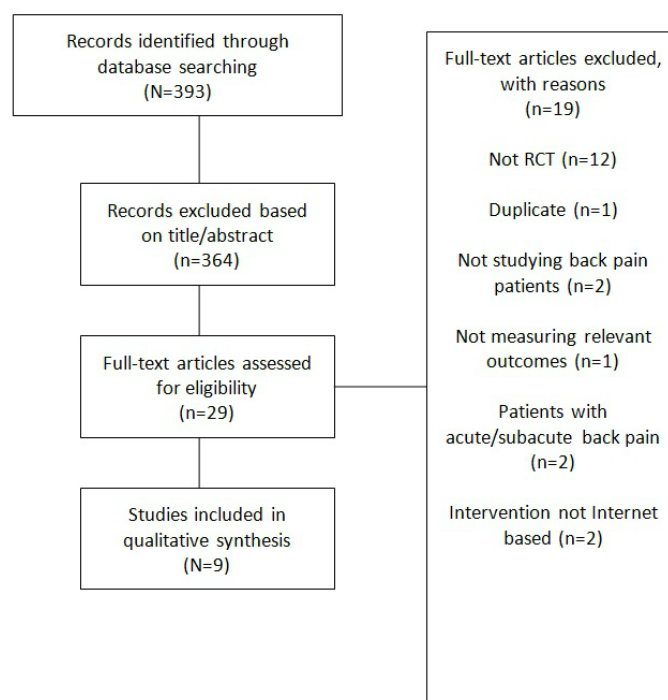 Records identified through
database searching
(N=393)
Records excluded based
on title/abstract
(n=364)
Full-text articles assessed
for eligibility
(n=29)
Studies included in
qualitative synthesis
(N=9)
Full-text articles excluded,
with reasons
(n=19)
Not RCT (n=12)
Duplicate (n=1)
Not studying back pain
patients (n=2)
Not measuring relevant
outcomes (n=1)
Patients with
acute/subacute back pain
(n=2)
Intervention not Internet
based (n=2)